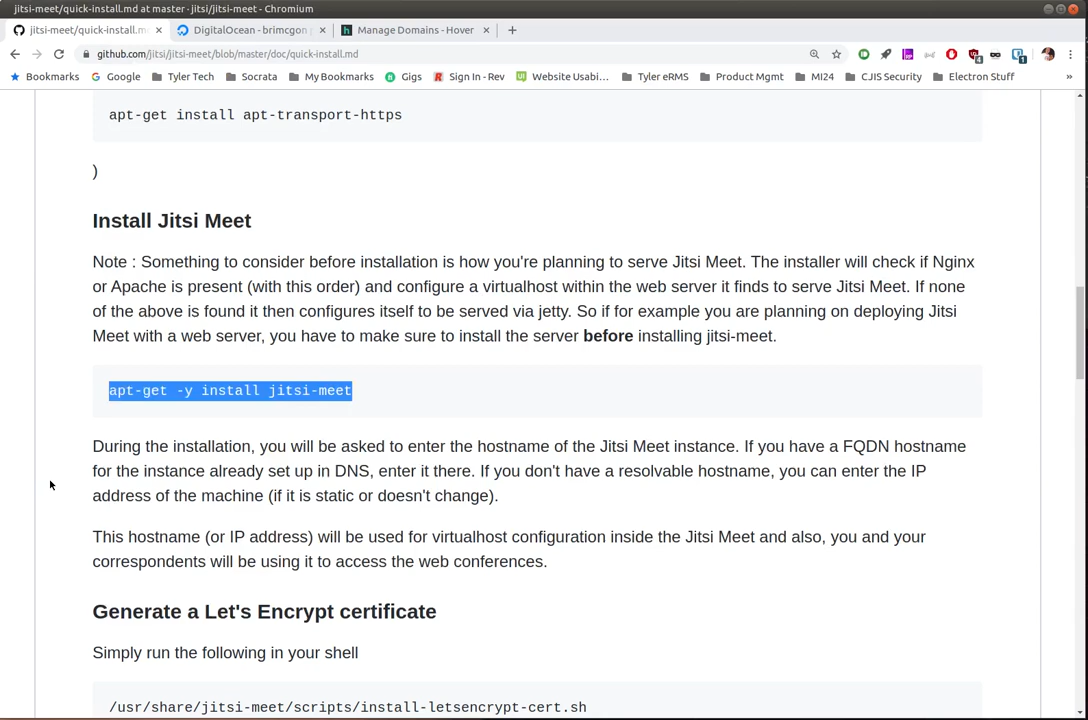 jitsi-meet/quick-install.md at master · jitsi/jitsi-meet - Chromium
jitsi-meet/quick-install.m
DigitalOcean - brimcgon
Manage Domains - Hover
github.com/jitsi/jitsi-meet/blob/master/doc/quick-install.md
Bookmarks Google Tyler Tech Socrata My Bookmarks Gigs Sign In - Rev Website Usabi… Tyler eRMS Product Mgmt MI24 CJIS Security Electron Stuff »
apt-get install apt-transport-https
)
Install Jitsi Meet
Note : Something to consider before installation is how you're planning to serve Jitsi Meet. The installer will check if Nginx
or Apache is present (with this order) and configure a virtualhost within the web server it finds to serve Jitsi Meet. If none
of the above is found it then configures itself to be served via jetty. So if for example you are planning on deploying Jitsi
Meet with a web server, you have to make sure to install the server before installing jitsi-meet.
apt-get -y install jitsi-meet
During the installation, you will be asked to enter the hostname of the Jitsi Meet instance. If you have a FQDN hostname
for the instance already set up in DNS, enter it there. If you don't have a resolvable hostname, you can enter the IP
address of the machine (if it is static or doesn't change).
This hostname (or IP address) will be used for virtualhost configuration inside the Jitsi Meet and also, you and your
correspondents will be using it to access the web conferences.
Generate a Let's Encrypt certificate
Simply run the following in your shell
/usr/share/jitsi-meet/scripts/install-letsencrypt-cert.sh